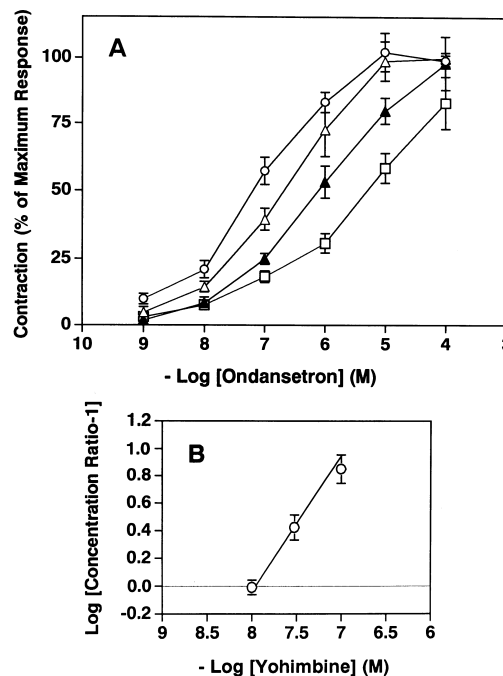 A
Contraction (% of Maximum Response)
100
75
50
25
0
10 9 8 7 6 5 4 3
- Log [Ondansetron] (M)
B
Log [Concentration Ratio-1]
1.2
1.0
0.8
0.6
0.4
0.2
0.0
-0.2
9 8.5 8 7.5 7 6.5 6
- Log [Yohimbine] (M)